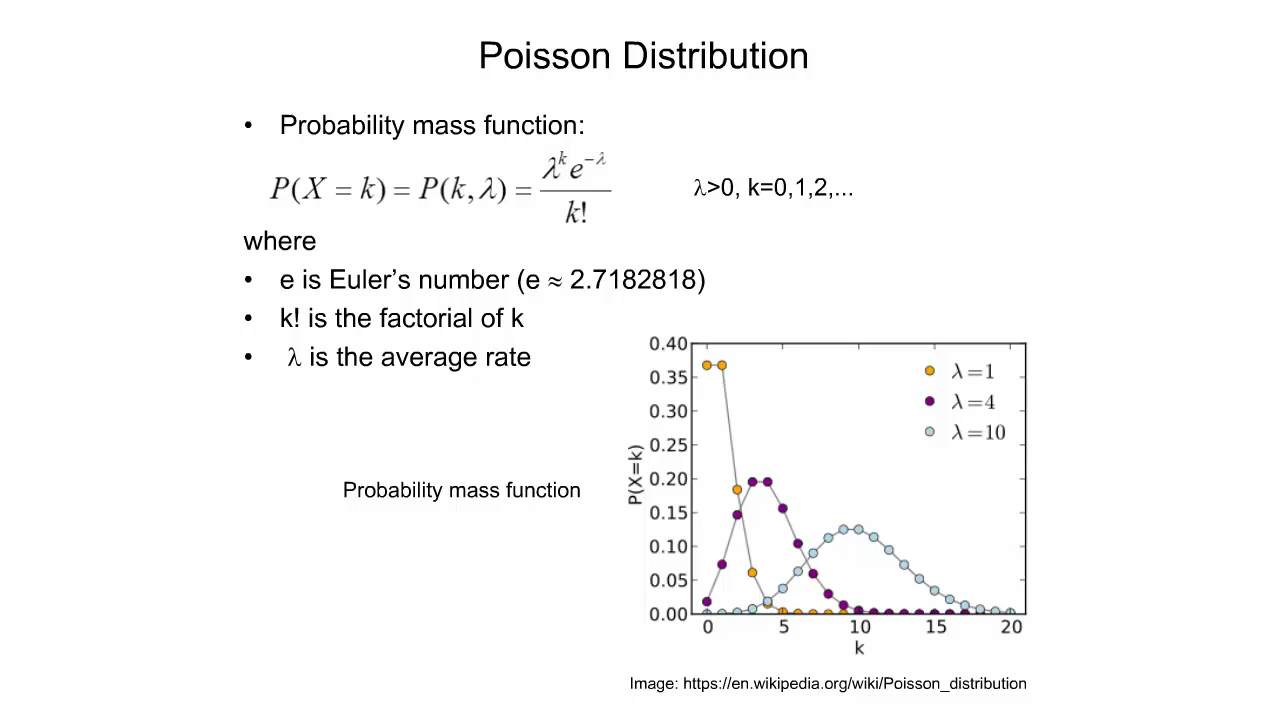 Poisson Distribution
• Probability mass function:
P(X = k) = P(k, λ) = λ^k e^−λ / k!
λ>0, k=0,1,2,...
where
• e is Euler’s number (e ≈ 2.7182818)
• k! is the factorial of k
• λ is the average rate
Probability mass function
0.40
0.35
0.30
0.25
0.20
0.15
0.10
0.05
0.00
P(X=k)
λ=1
λ=4
λ=10
0 5 10 15 20
k
Image: https://en.wikipedia.org/wiki/Poisson_distribution